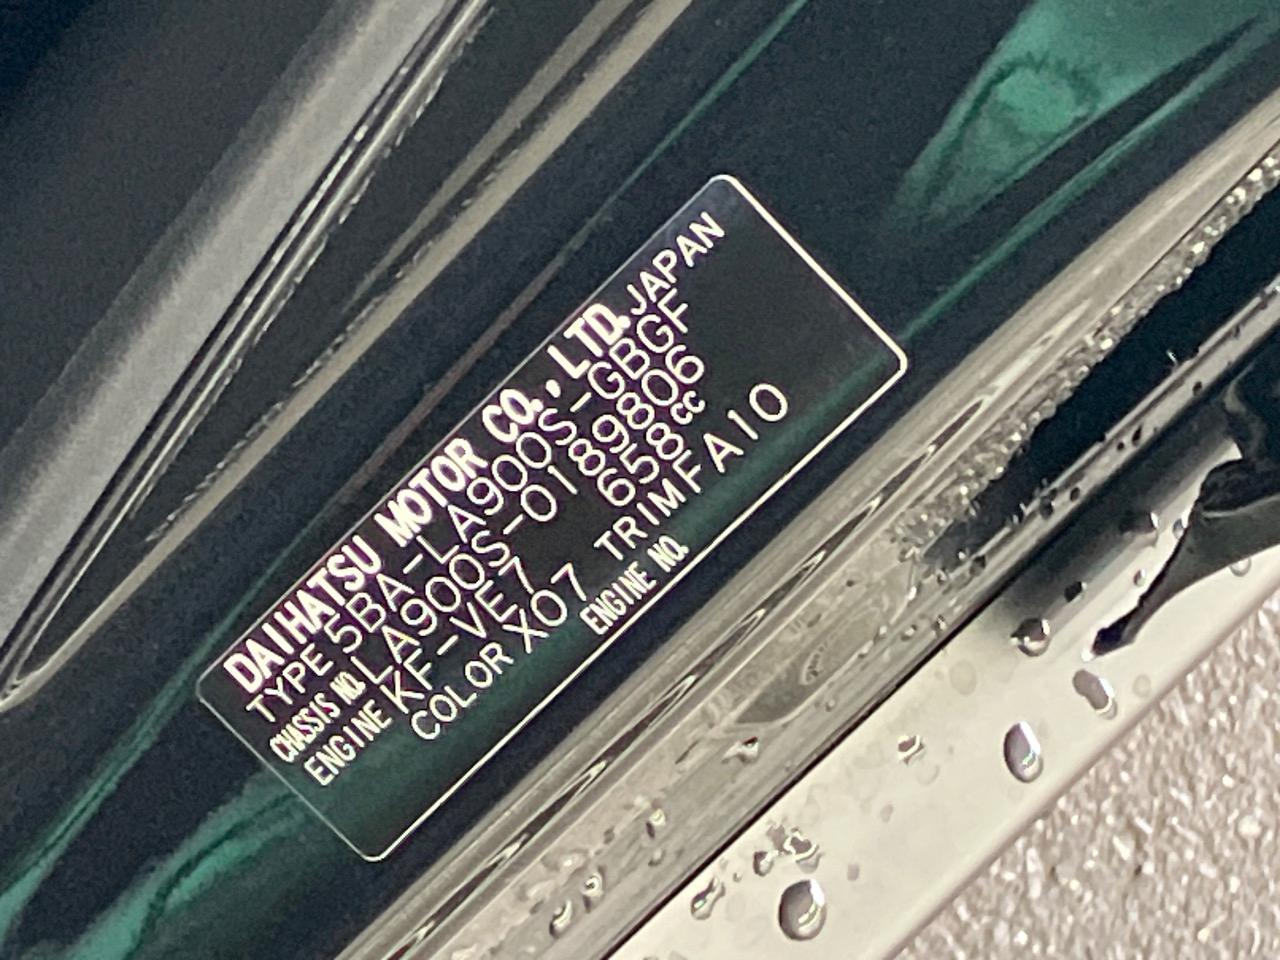 DAIHATSU MOTOR CO., LTD. JAPAN
TYPE 5BA-LA900S-GBGF
CHASSIS NO. LA900S-0189806
ENGINE KF-VE7 658cc
COLOR X07 TRIM FA10
ENGINE NO.